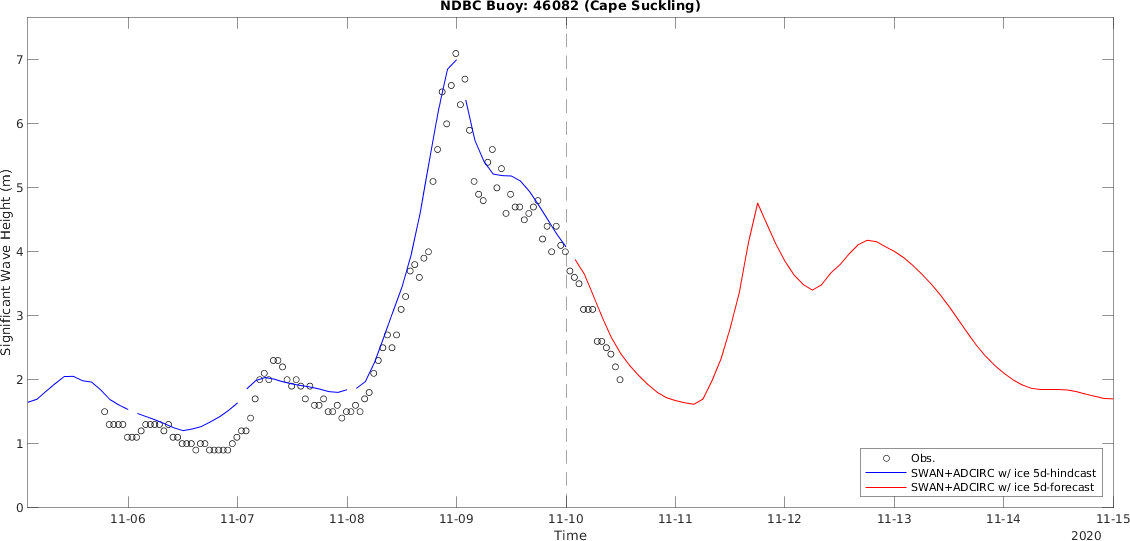 NDBC Buoy: 46082 (Cape Suckling)
Significant Wave Height (m)
7
6
5
4
3
2
1
0
Obs.
SWAN+ADCIRC w/ ice 5d-hindcast
SWAN+ADCIRC w/ ice 5d-forecast
11-06 11-07 11-08 11-09 11-10 11-11 11-12 11-13 11-14 11-15
Time
2020